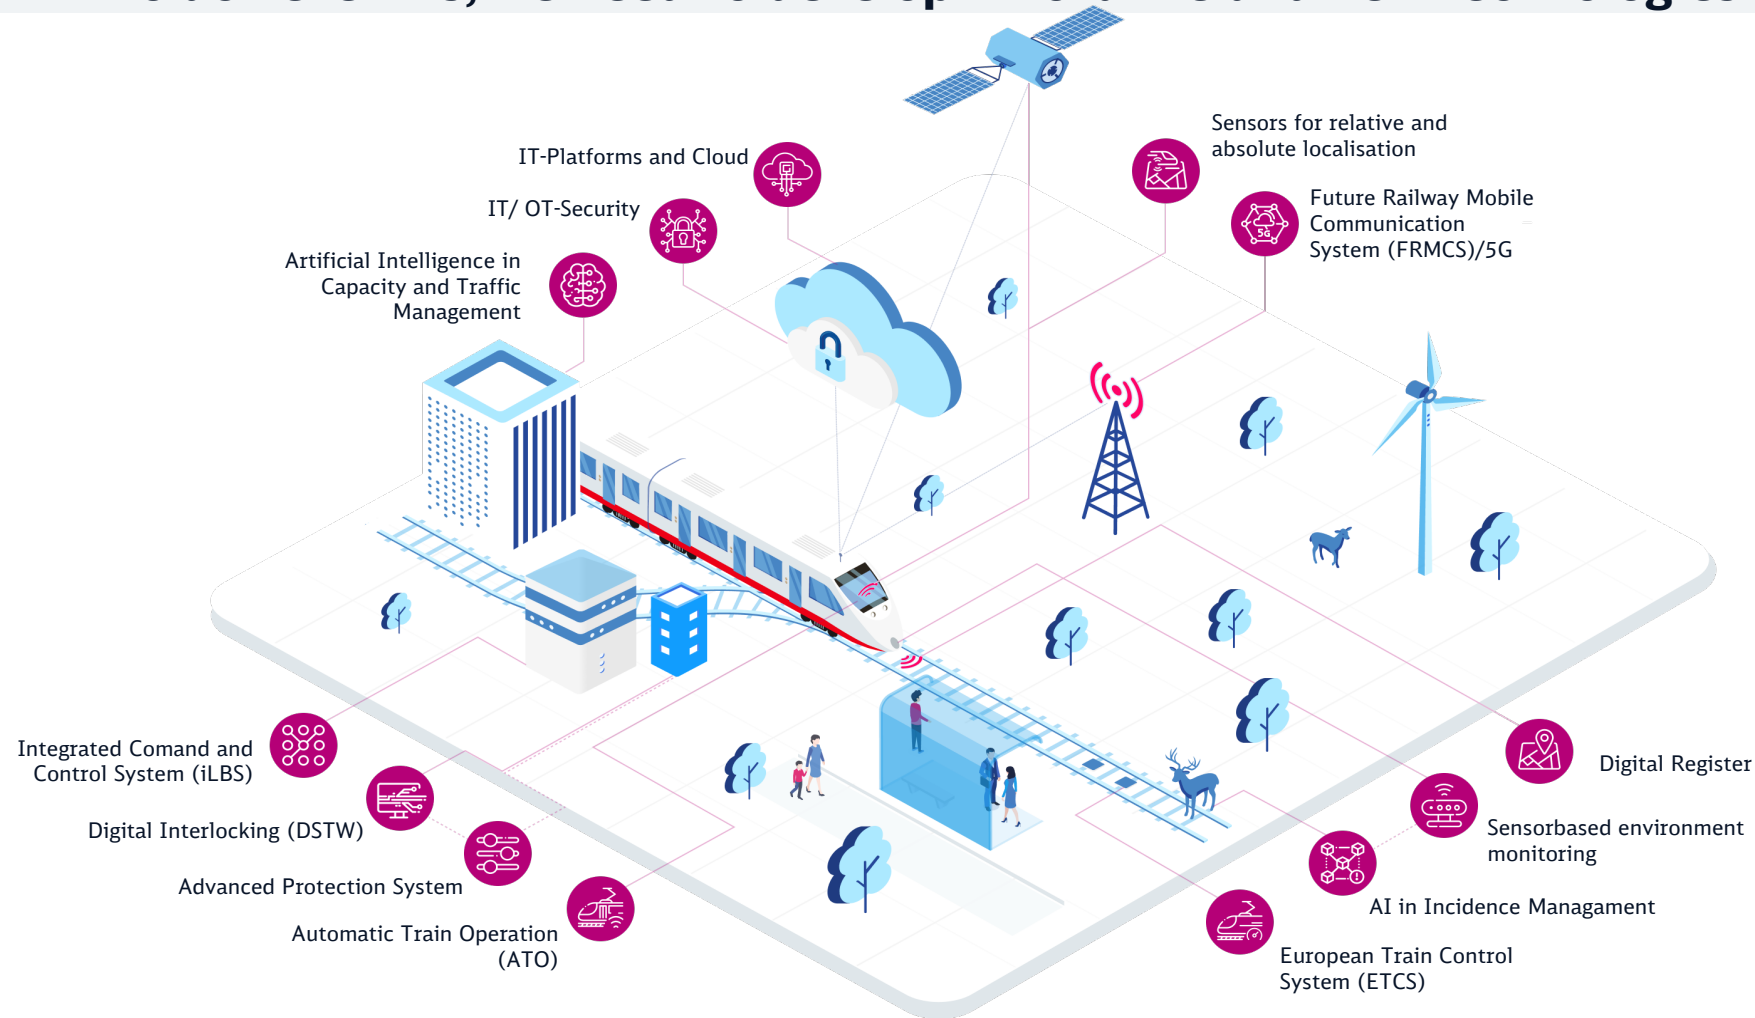 IT-Platforms and Cloud
IT/ OT-Security
Artificial Intelligence in
Capacity and Traffic
Management
Sensors for relative and
absolute localisation
Future Railway Mobile
Communication
System (FRMCS)/5G
5G
Integrated Comand and
Control System (iLBS)
Digital Interlocking (DSTW)
Advanced Protection System
Automatic Train Operation
(ATO)
Digital Register
Sensorbased environment
monitoring
AI in Incidence Managament
European Train Control
System (ETCS)